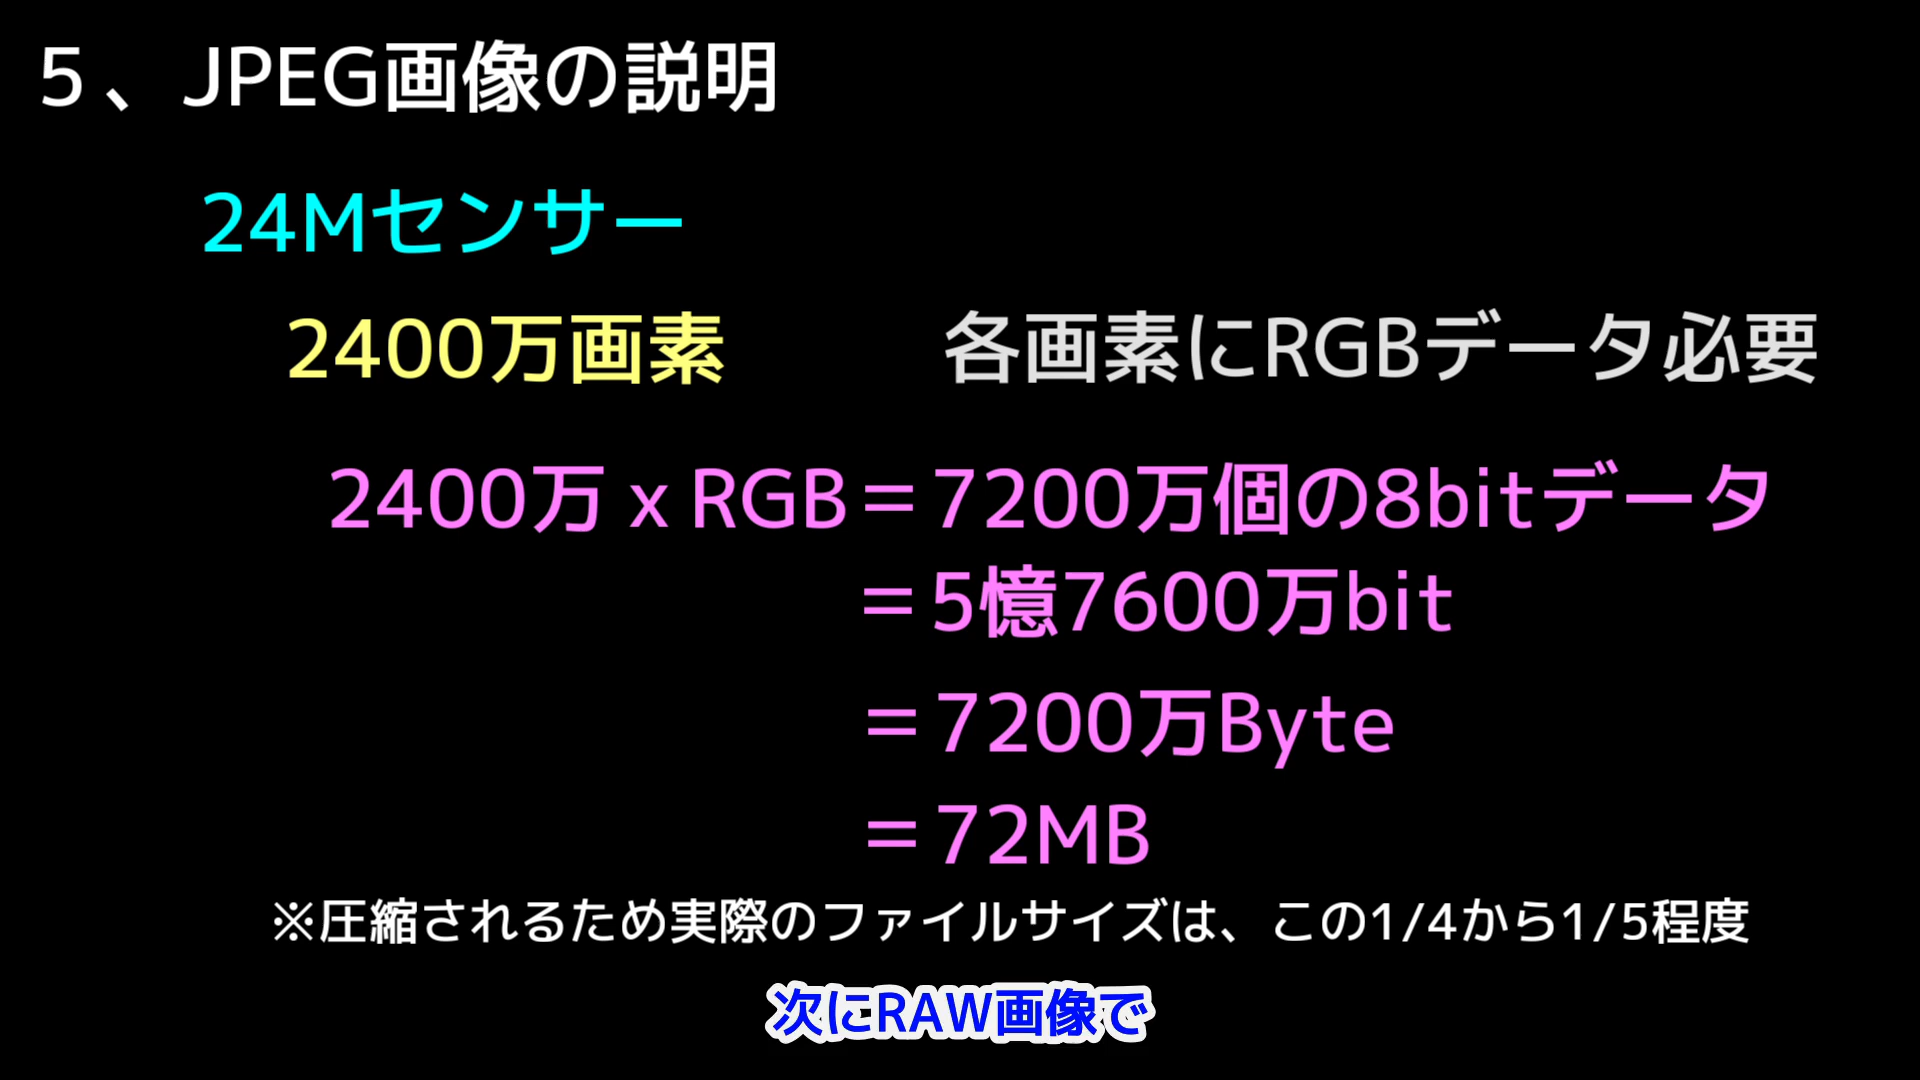 ５、JPEG画像の説明
24Mセンサー
2400万画素 各画素にRGBデータ必要
2400万 x RGB＝7200万個の8bitデータ
＝5憶7600万bit
＝7200万Byte
＝72MB
※圧縮されるため実際のファイルサイズは、この1/4から1/5程度
次にRAW画像で